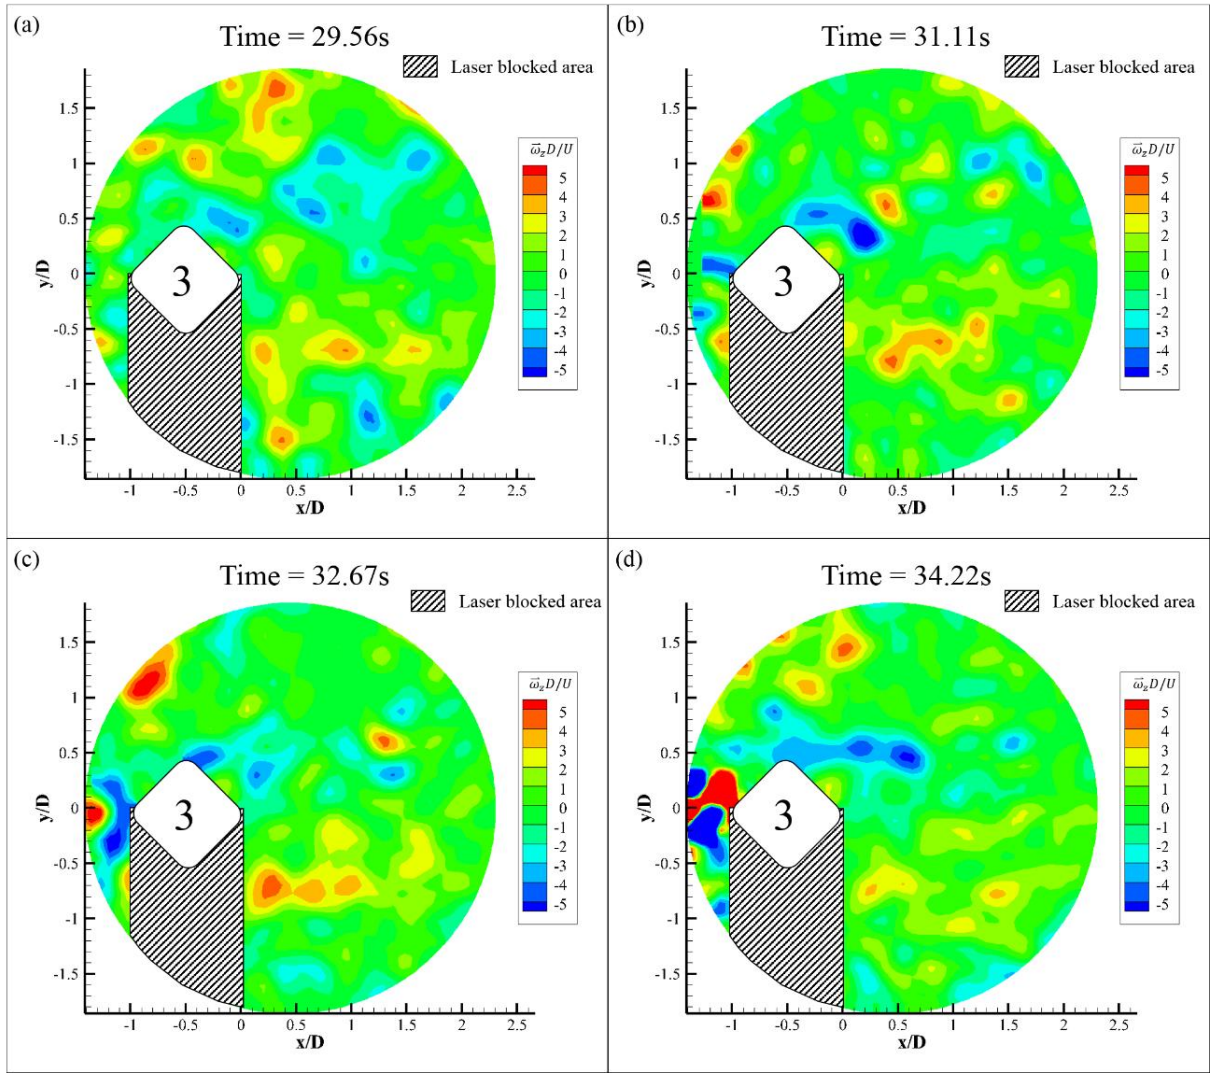 (a)
Time = 29.56s
Laser blocked area
1.5
1
0.5
0
-0.5
-1
-1.5
y/D
3
ω⃗zD/U
5
4
3
2
1
0
-1
-2
-3
-4
-5
-1 -0.5 0 0.5 1 1.5 2 2.5
x/D
(b)
Time = 31.11s
Laser blocked area
1.5
1
0.5
0
-0.5
-1
-1.5
y/D
3
ω⃗zD/U
5
4
3
2
1
0
-1
-2
-3
-4
-5
-1 -0.5 0 0.5 1 1.5 2 2.5
x/D
(c)
Time = 32.67s
Laser blocked area
1.5
1
0.5
0
-0.5
-1
-1.5
y/D
3
ω⃗zD/U
5
4
3
2
1
0
-1
-2
-3
-4
-5
-1 -0.5 0 0.5 1 1.5 2 2.5
x/D
(d)
Time = 34.22s
Laser blocked area
1.5
1
0.5
0
-0.5
-1
-1.5
y/D
3
ω⃗zD/U
5
4
3
2
1
0
-1
-2
-3
-4
-5
-1 -0.5 0 0.5 1 1.5 2 2.5
x/D